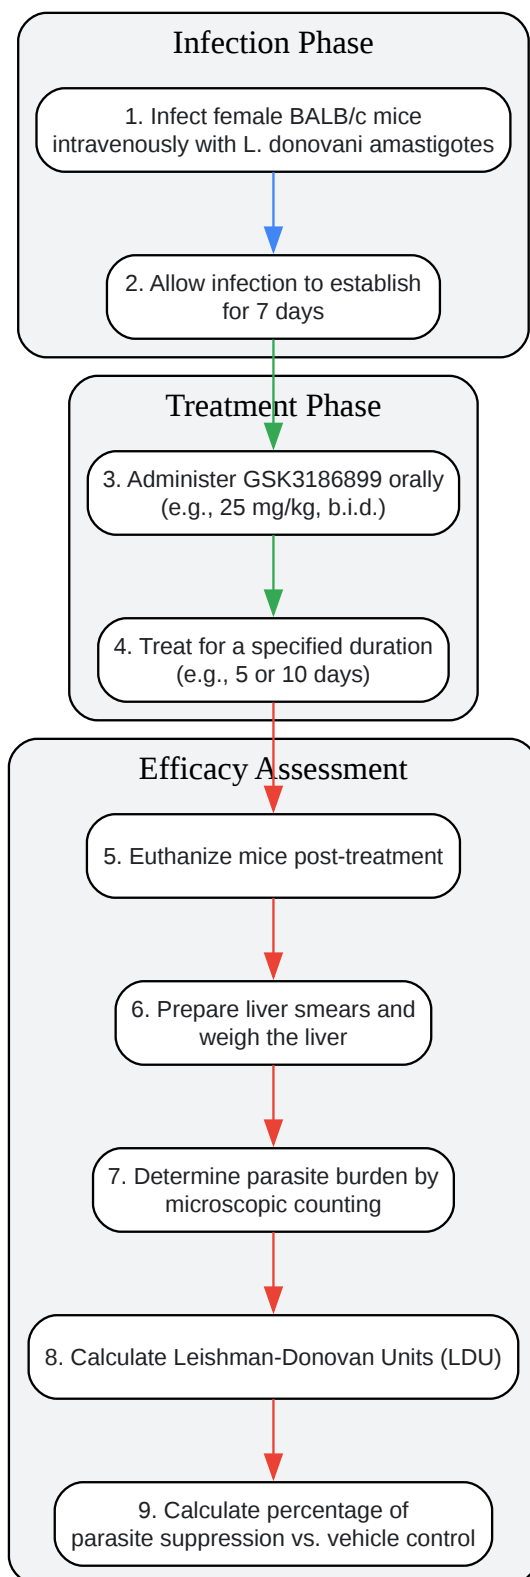 Infection Phase
1. Infect female BALB/c mice
intravenously with L. donovani amastigotes
2. Allow infection to establish
for 7 days
Treatment Phase
3. Administer GSK3186899 orally
(e.g., 25 mg/kg, b.i.d.)
4. Treat for a specified duration
(e.g., 5 or 10 days)
Efficacy Assessment
5. Euthanize mice post-treatment
6. Prepare liver smears and
weigh the liver
7. Determine parasite burden by
microscopic counting
8. Calculate Leishman-Donovan Units (LDU)
9. Calculate percentage of
parasite suppression vs. vehicle control